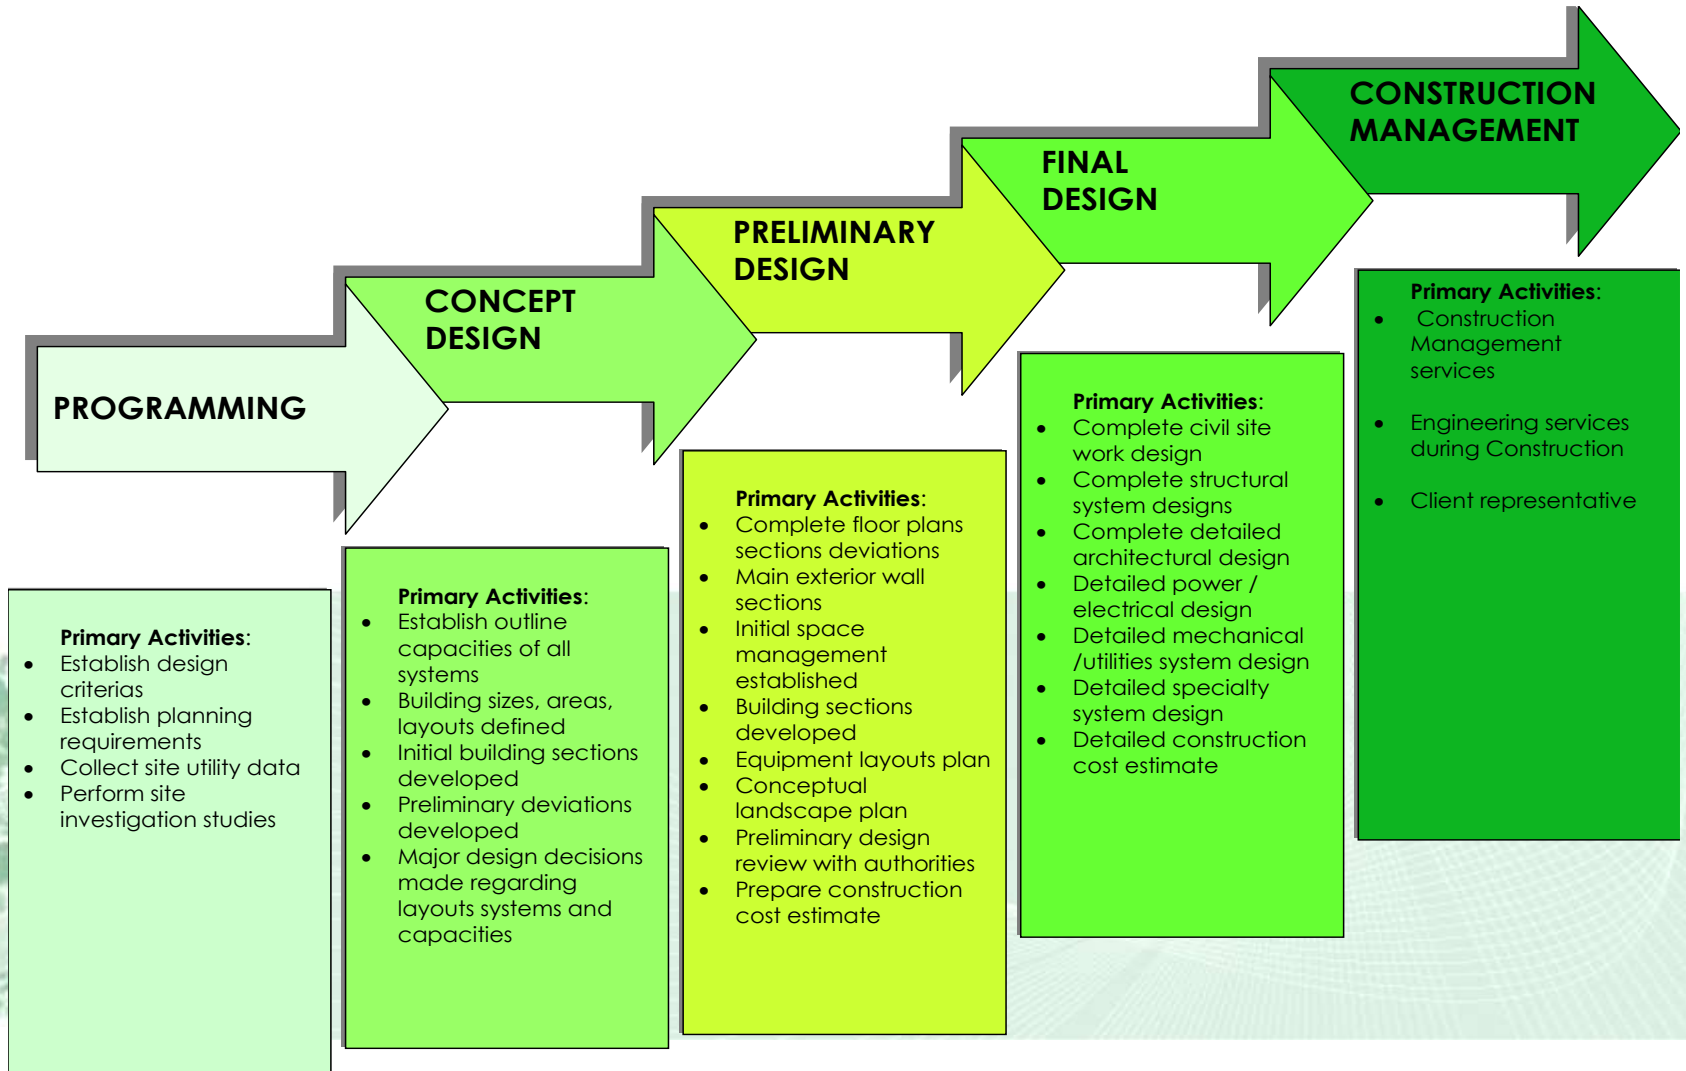 PROGRAMMING
Primary Activities:
• Establish design
criterias
• Establish planning
requirements
• Collect site utility data
• Perform site
investigation studies
CONCEPT
DESIGN
Primary Activities:
• Establish outline
capacities of all
systems
• Building sizes, areas,
layouts defined
• Initial building sections
developed
• Preliminary deviations
developed
• Major design decisions
made regarding
layouts systems and
capacities
PRELIMINARY
DESIGN
Primary Activities:
• Complete floor plans
sections deviations
• Main exterior wall
sections
• Initial space
management
established
• Building sections
developed
• Equipment layouts plan
• Conceptual
landscape plan
• Preliminary design
review with authorities
• Prepare construction
cost estimate
FINAL
DESIGN
Primary Activities:
• Complete civil site
work design
• Complete structural
system designs
• Complete detailed
architectural design
• Detailed power /
electrical design
• Detailed mechanical
/utilities system design
• Detailed specialty
system design
• Detailed construction
cost estimate
CONSTRUCTION
MANAGEMENT
Primary Activities:
• Construction
Management
services
• Engineering services
during Construction
• Client representative